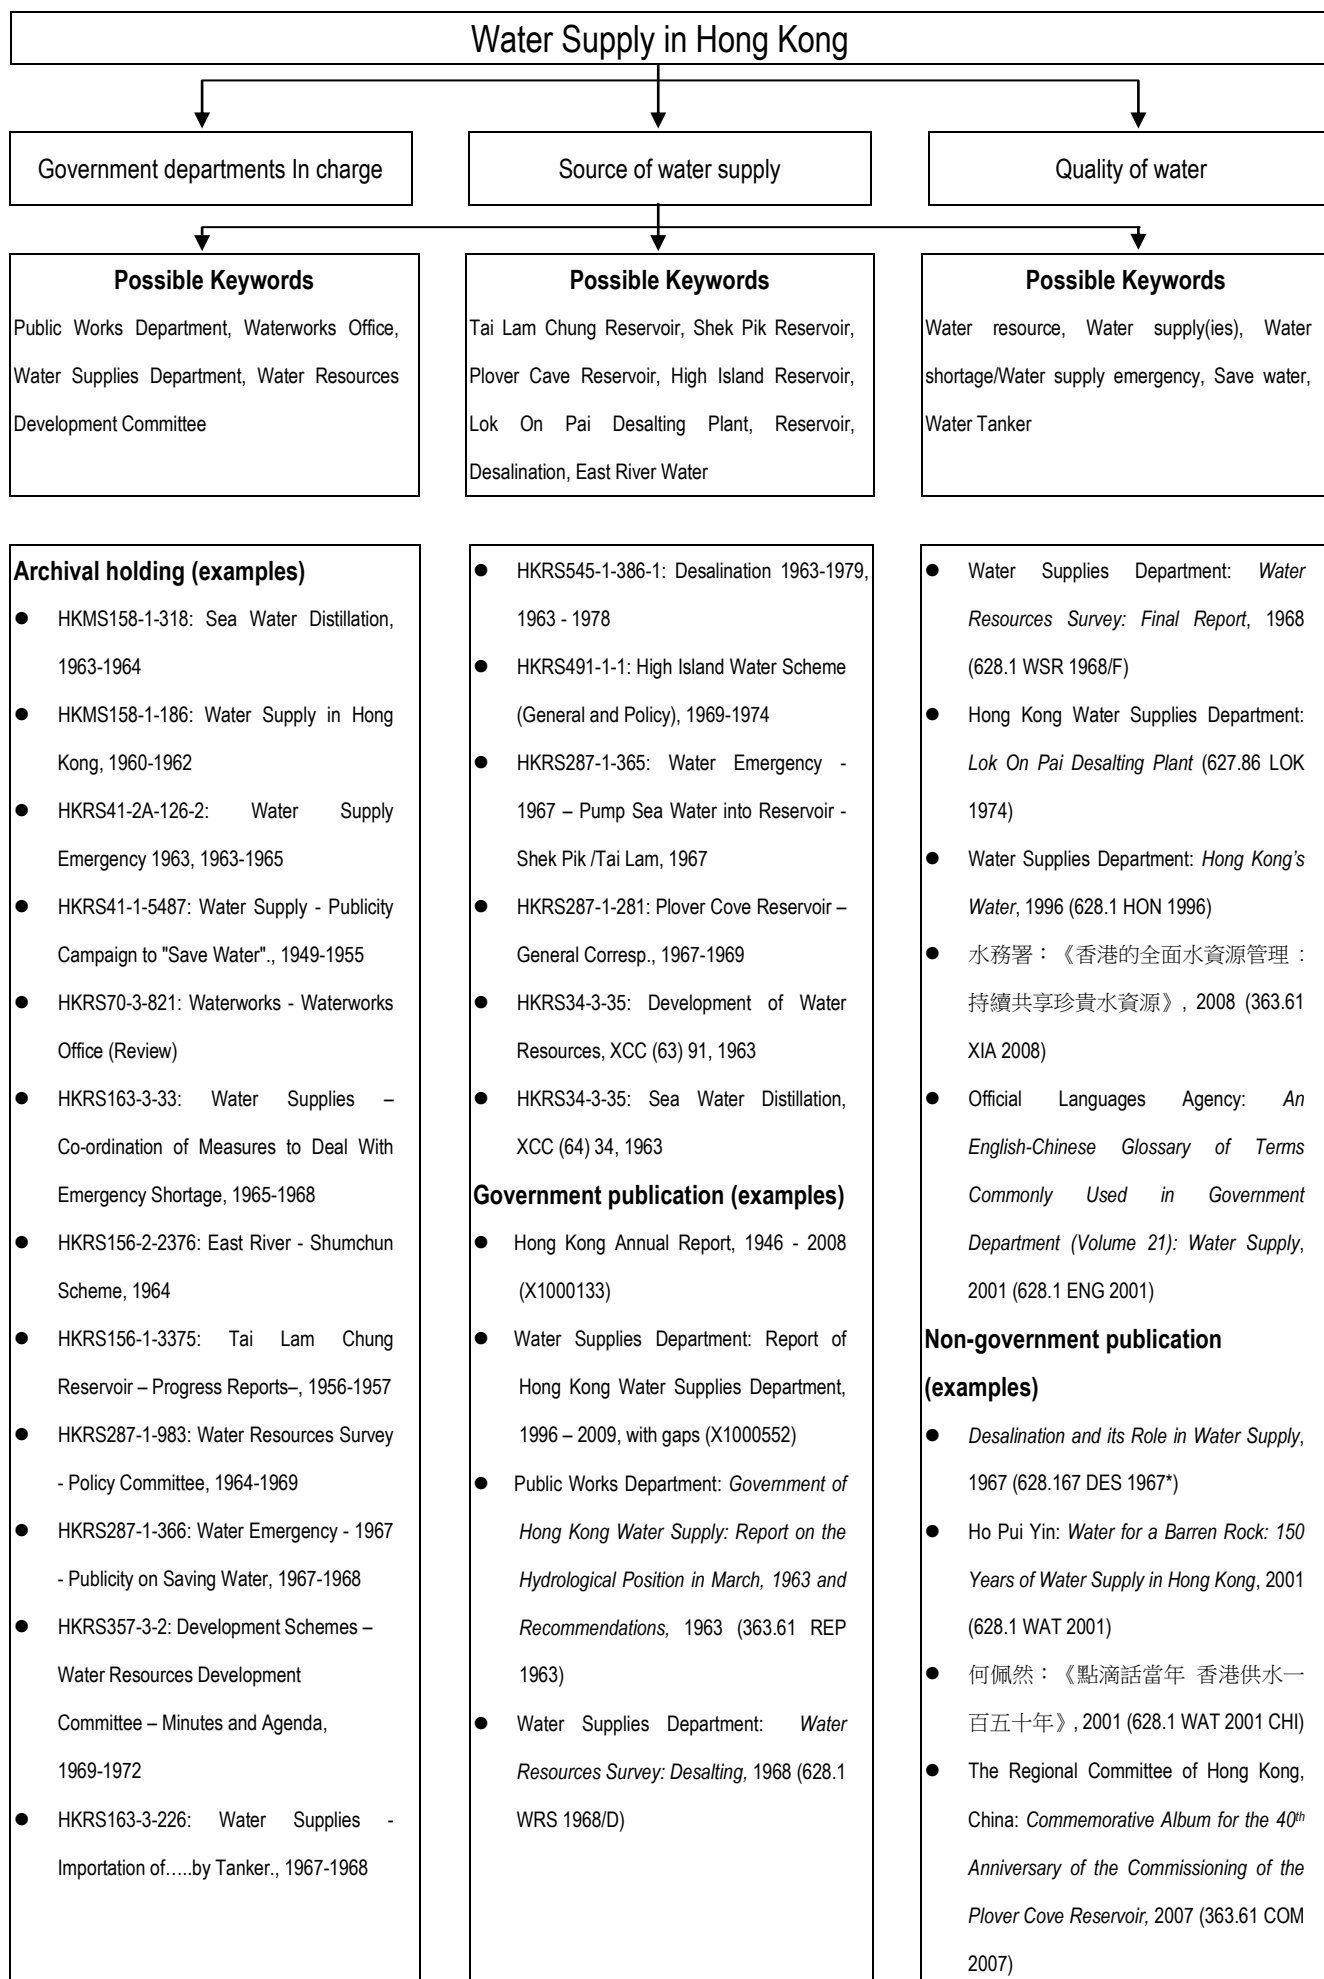 Water Supply in Hong Kong
Government departments In charge
Source of water supply
Quality of water
Possible Keywords
Public Works Department, Waterworks Office,
Water Supplies Department, Water Resources
Development Committee
Possible Keywords
Tai Lam Chung Reservoir, Shek Pik Reservoir,
Plover Cave Reservoir, High Island Reservoir,
Lok On Pai Desalting Plant, Reservoir,
Desalination, East River Water
Possible Keywords
Water resource, Water supply(ies), Water
shortage/Water supply emergency, Save water,
Water Tanker
Archival holding (examples)
● HKMS158-1-318: Sea Water Distillation,
1963-1964
● HKMS158-1-186: Water Supply in Hong
Kong, 1960-1962
● HKRS41-2A-126-2: Water Supply
Emergency 1963, 1963-1965
● HKRS41-1-5487: Water Supply - Publicity
Campaign to "Save Water"., 1949-1955
● HKRS70-3-821: Waterworks - Waterworks
Office (Review)
● HKRS163-3-33: Water Supplies –
Co-ordination of Measures to Deal With
Emergency Shortage, 1965-1968
● HKRS156-2-2376: East River - Shumchun
Scheme, 1964
● HKRS156-1-3375: Tai Lam Chung
Reservoir – Progress Reports–, 1956-1957
● HKRS287-1-983: Water Resources Survey
- Policy Committee, 1964-1969
● HKRS287-1-366: Water Emergency - 1967
- Publicity on Saving Water, 1967-1968
● HKRS357-3-2: Development Schemes –
Water Resources Development
Committee – Minutes and Agenda,
1969-1972
● HKRS163-3-226: Water Supplies -
Importation of…..by Tanker., 1967-1968
● HKRS545-1-386-1: Desalination 1963-1979,
1963 - 1978
● HKRS491-1-1: High Island Water Scheme
(General and Policy), 1969-1974
● HKRS287-1-365: Water Emergency -
1967 – Pump Sea Water into Reservoir -
Shek Pik /Tai Lam, 1967
● HKRS287-1-281: Plover Cove Reservoir –
General Corresp., 1967-1969
● HKRS34-3-35: Development of Water
Resources, XCC (63) 91, 1963
● HKRS34-3-35: Sea Water Distillation,
XCC (64) 34, 1963
Government publication (examples)
● Hong Kong Annual Report, 1946 - 2008
(X1000133)
● Water Supplies Department: Report of
Hong Kong Water Supplies Department,
1996 – 2009, with gaps (X1000552)
● Public Works Department: Government of
Hong Kong Water Supply: Report on the
Hydrological Position in March, 1963 and
Recommendations, 1963 (363.61 REP
1963)
● Water Supplies Department: Water
Resources Survey: Desalting, 1968 (628.1
WRS 1968/D)
● Water Supplies Department: Water
Resources Survey: Final Report, 1968
(628.1 WSR 1968/F)
● Hong Kong Water Supplies Department:
Lok On Pai Desalting Plant (627.86 LOK
1974)
● Water Supplies Department: Hong Kong's
Water, 1996 (628.1 HON 1996)
● 水務署：《香港的全面水資源管理：
持續共享珍貴水資源》, 2008 (363.61
XIA 2008)
● Official Languages Agency: An
English-Chinese Glossary of Terms
Commonly Used in Government
Department (Volume 21): Water Supply,
2001 (628.1 ENG 2001)
Non-government publication
(examples)
● Desalination and its Role in Water Supply,
1967 (628.167 DES 1967*)
● Ho Pui Yin: Water for a Barren Rock: 150
Years of Water Supply in Hong Kong, 2001
(628.1 WAT 2001)
● 何佩然：《點滴話當年 香港供水一
百五十年》, 2001 (628.1 WAT 2001 CHI)
● The Regional Committee of Hong Kong,
China: Commemorative Album for the 40th
Anniversary of the Commissioning of the
Plover Cove Reservoir, 2007 (363.61 COM
2007)